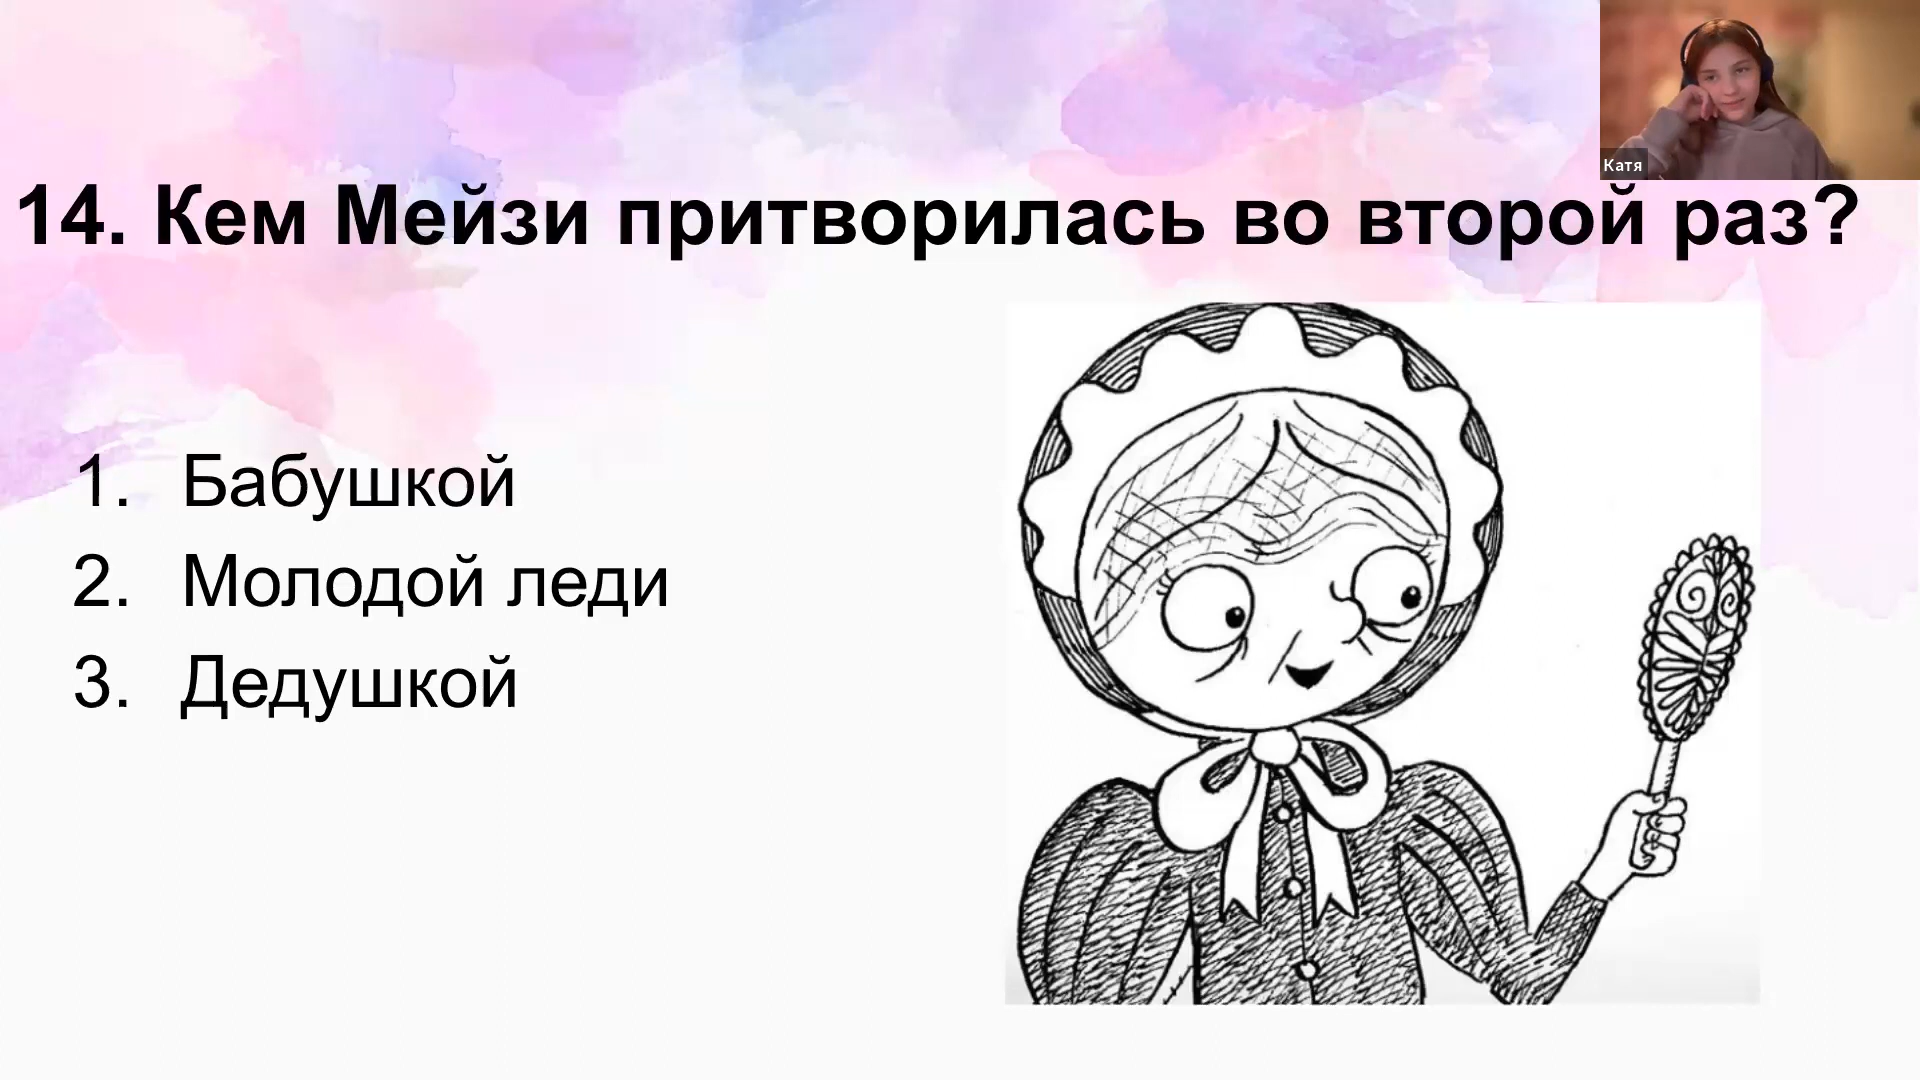 Катя
14. Кем Мейзи притворилась во второй раз?
1. Бабушкой
2. Молодой леди
3. Дедушкой